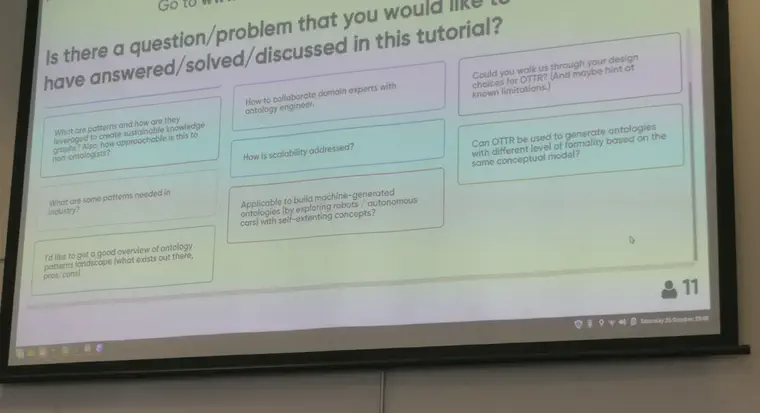 Go to
Is there a question/problem that you would like to
have answered/solved/discussed in this tutorial?
What are patterns and how are they
leveraged to create sustainable knowledge
graphs? Also, how approachable is this to
non-ontologists?
What are some patterns needed in
industry?
I'd like to get a good overview of ontology
patterns landscape (what exists out there,
pros, cons)
How to collaborate domain experts with
ontology engineer.
How is scalability addressed?
Applicable to build machine-generated
ontologies (by exploring robots / autonomous
cars) with self-extenting concepts?
Could you walk us through your design
choices for OTTR? (And maybe hint at
known limitations.)
Can OTTR be used to generate ontologies
with different level of formality based on the
same conceptual model?
11
Saturday 26 October